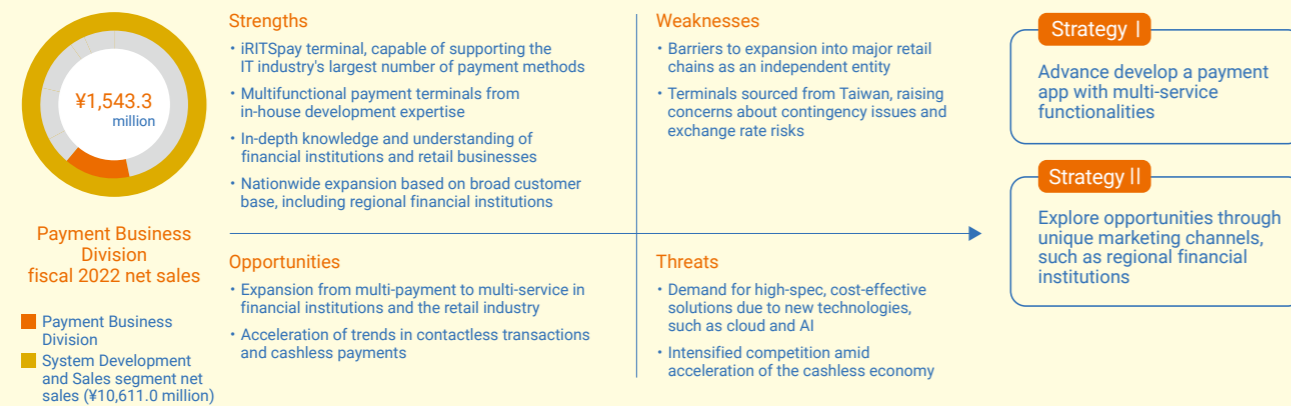 ¥1,543.3
million
Payment Business
Division
fiscal 2022 net sales
Payment Business
Division
System Development
and Sales segment net
sales (¥10,611.0 million)
Strengths
・iRITSpay terminal, capable of supporting the
IT industry's largest number of payment methods
・Multifunctional payment terminals from
in-house development expertise
・In-depth knowledge and understanding of
financial institutions and retail businesses
・Nationwide expansion based on broad customer
base, including regional financial institutions
Weaknesses
・Barriers to expansion into major retail
chains as an independent entity
・Terminals sourced from Taiwan, raising
concerns about contingency issues and
exchange rate risks
Opportunities
・Expansion from multi-payment to multi-service in
financial institutions and the retail industry
・Acceleration of trends in contactless transactions
and cashless payments
Threats
・Demand for high-spec, cost-effective
solutions due to new technologies,
such as cloud and AI
・Intensified competition amid
acceleration of the cashless economy
Strategy Ⅰ
Advance develop a payment
app with multi-service
functionalities
Strategy Ⅱ
Explore opportunities through
unique marketing channels,
such as regional financial
institutions